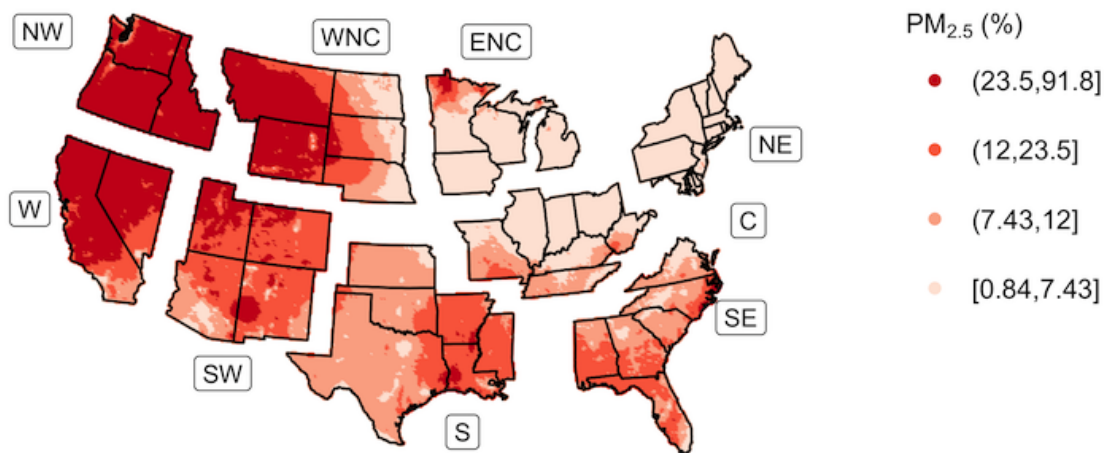 NW
WNC
ENC
NE
W
C
SE
SW
S
PM₂.₅ (%)
(23.5,91.8]
(12,23.5]
(7.43,12]
[0.84,7.43]